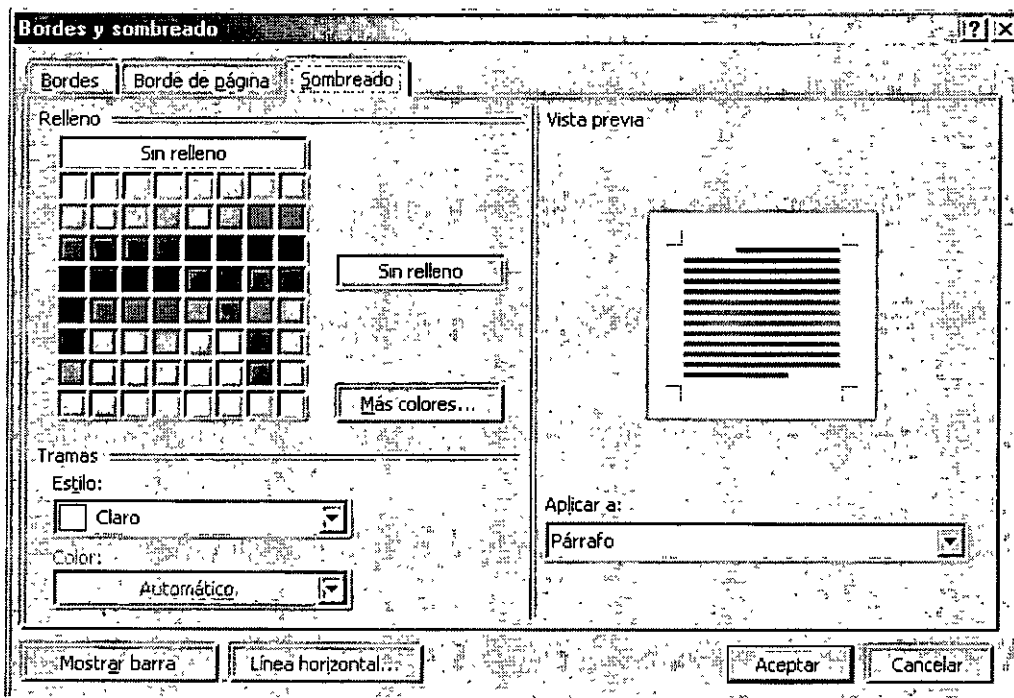 Bordes y sombreado
Bordes
Borde de página
Sombreado
Relleno
Sin relleno
Sin relleno
Más colores...
Tramas
Estilo:
Claro
Color:
Automático
Vista previa
Aplicar a:
Párrafo
Mostrar barra
Línea horizontal...
Aceptar
Cancelar